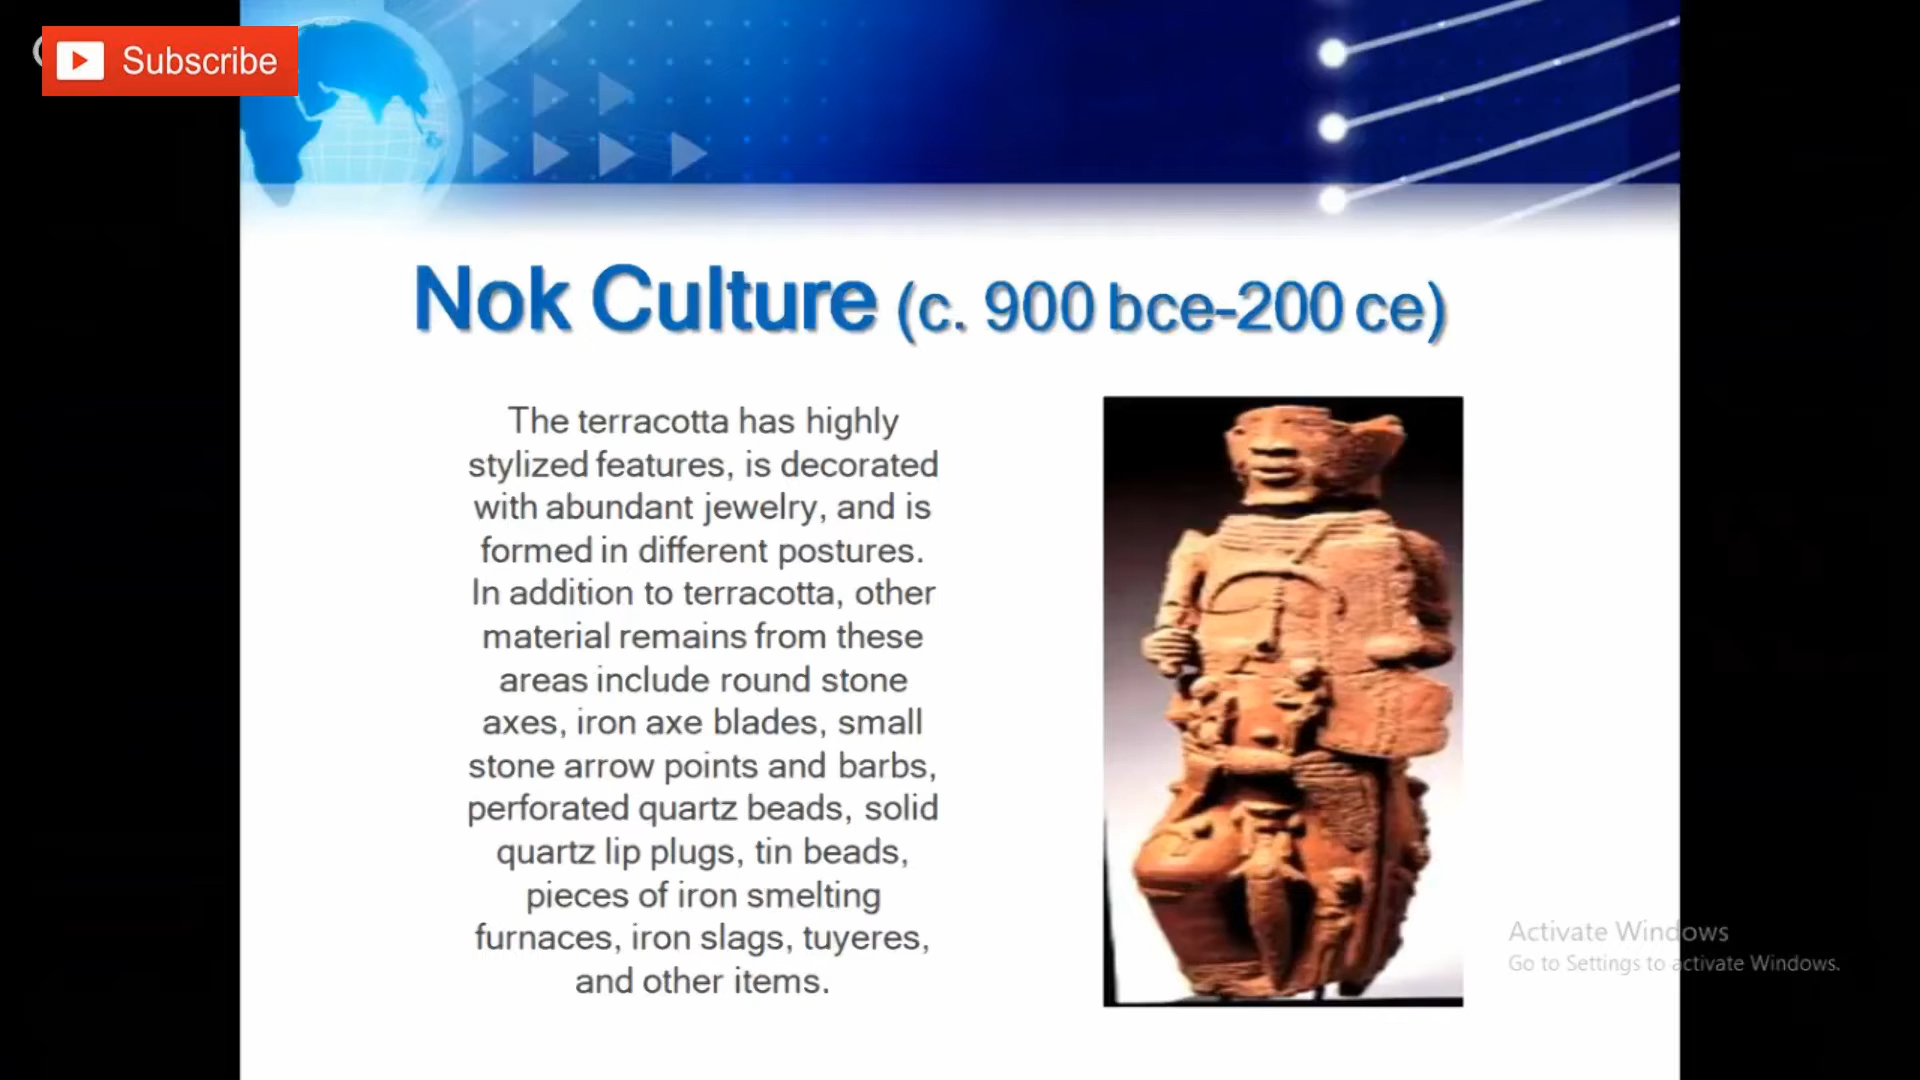 Subscribe
Nok Culture (c. 900 bce-200 ce)
The terracotta has highly
stylized features, is decorated
with abundant jewelry, and is
formed in different postures.
In addition to terracotta, other
material remains from these
areas include round stone
axes, iron axe blades, small
stone arrow points and barbs,
perforated quartz beads, solid
quartz lip plugs, tin beads,
pieces of iron smelting
furnaces, iron slags, tuyeres,
and other items.
Activate Windows
Go to Settings to activate Windows.